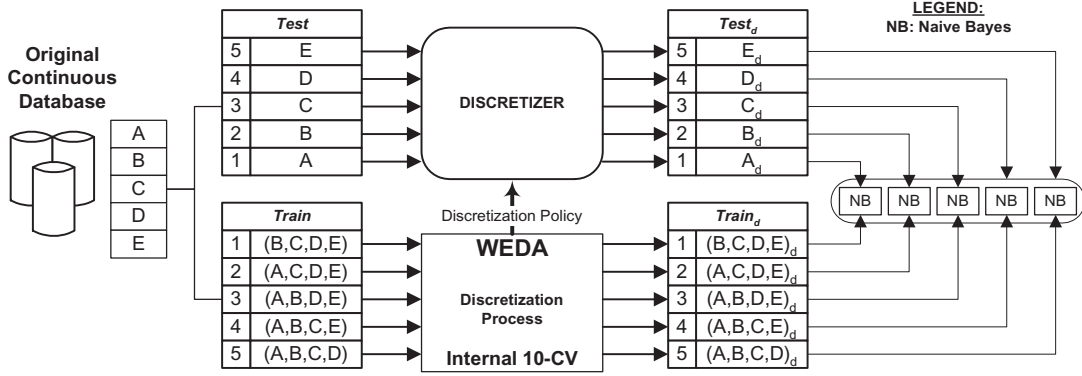 LEGEND:
NB: Naive Bayes
Original
Continuous
Database
A
B
C
D
E
Test
5 E
4 D
3 C
2 B
1 A
DISCRETIZER
Test_d
5 E_d
4 D_d
3 C_d
2 B_d
1 A_d
NB NB NB NB NB
Discretization Policy
Train
1 (B,C,D,E)
2 (A,C,D,E)
3 (A,B,D,E)
4 (A,B,C,E)
5 (A,B,C,D)
WEDA
Discretization
Process
Internal 10-CV
Train_d
1 (B,C,D,E)_d
2 (A,C,D,E)_d
3 (A,B,D,E)_d
4 (A,B,C,E)_d
5 (A,B,C,D)_d